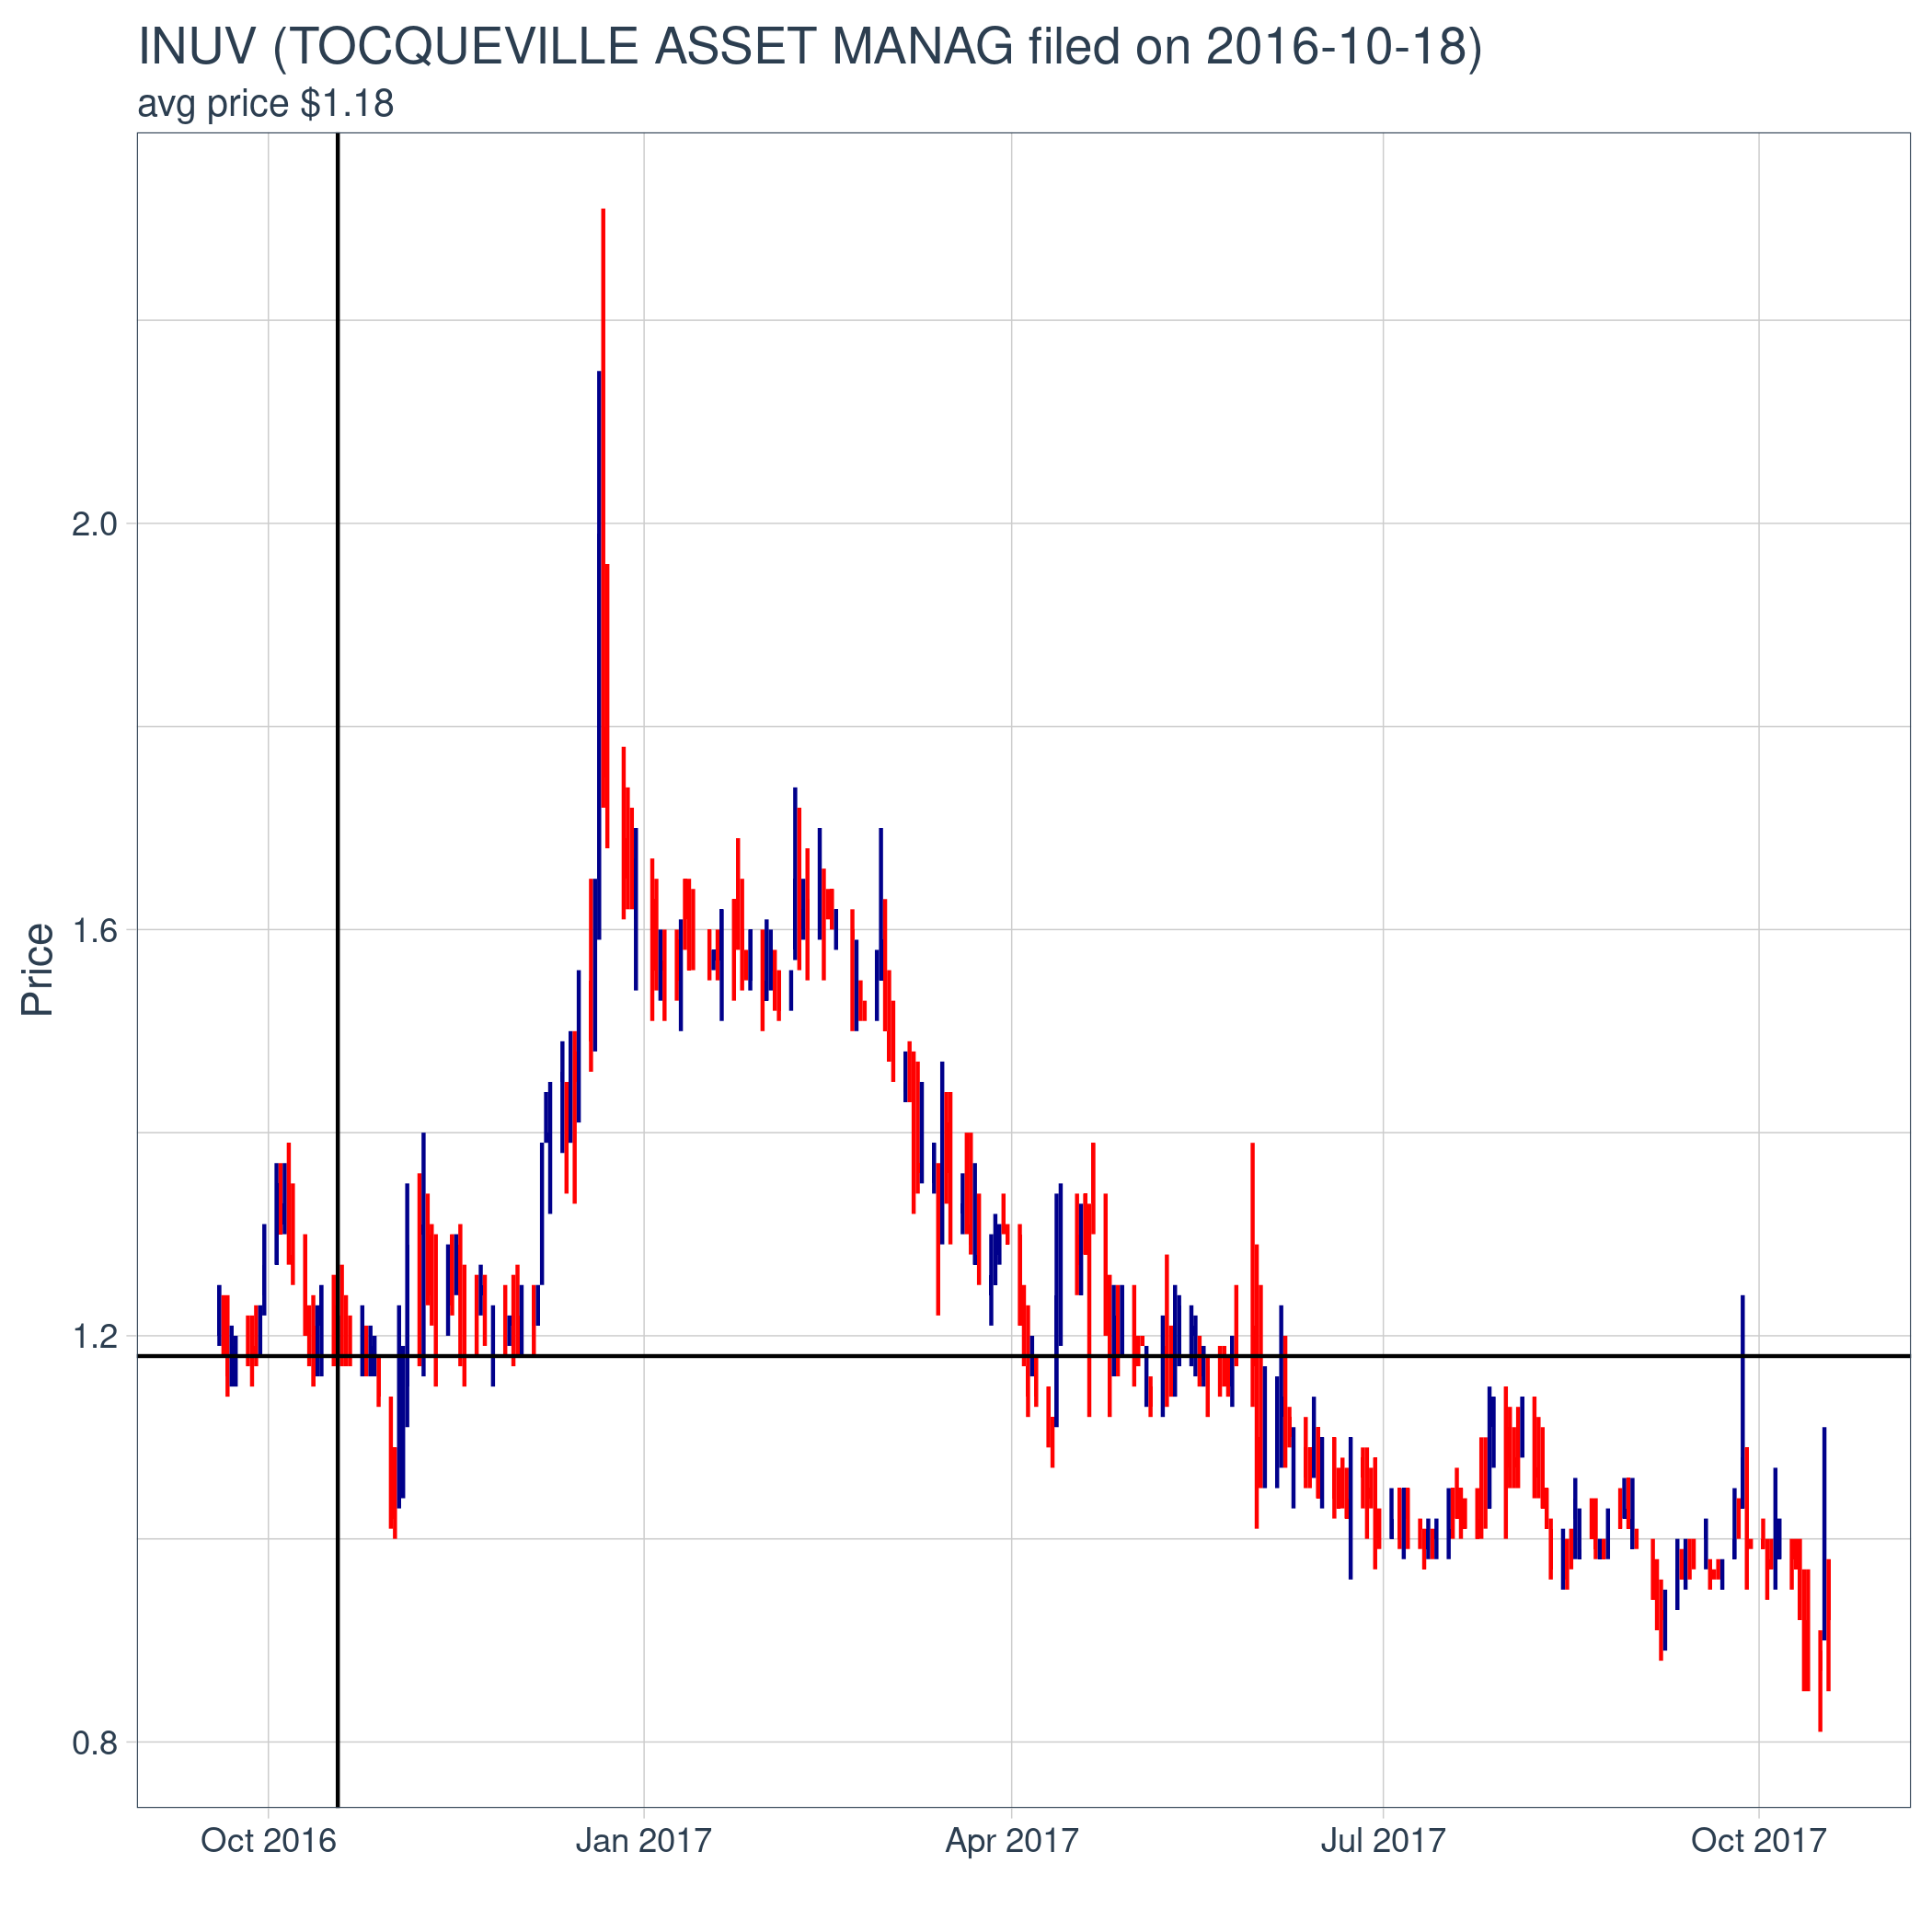 INUV (TOCQUEVILLE ASSET MANAG filed on 2016-10-18)
avg price $1.18
Price
2.0
1.6
1.2
0.8
Oct 2016
Jan 2017
Apr 2017
Jul 2017
Oct 2017